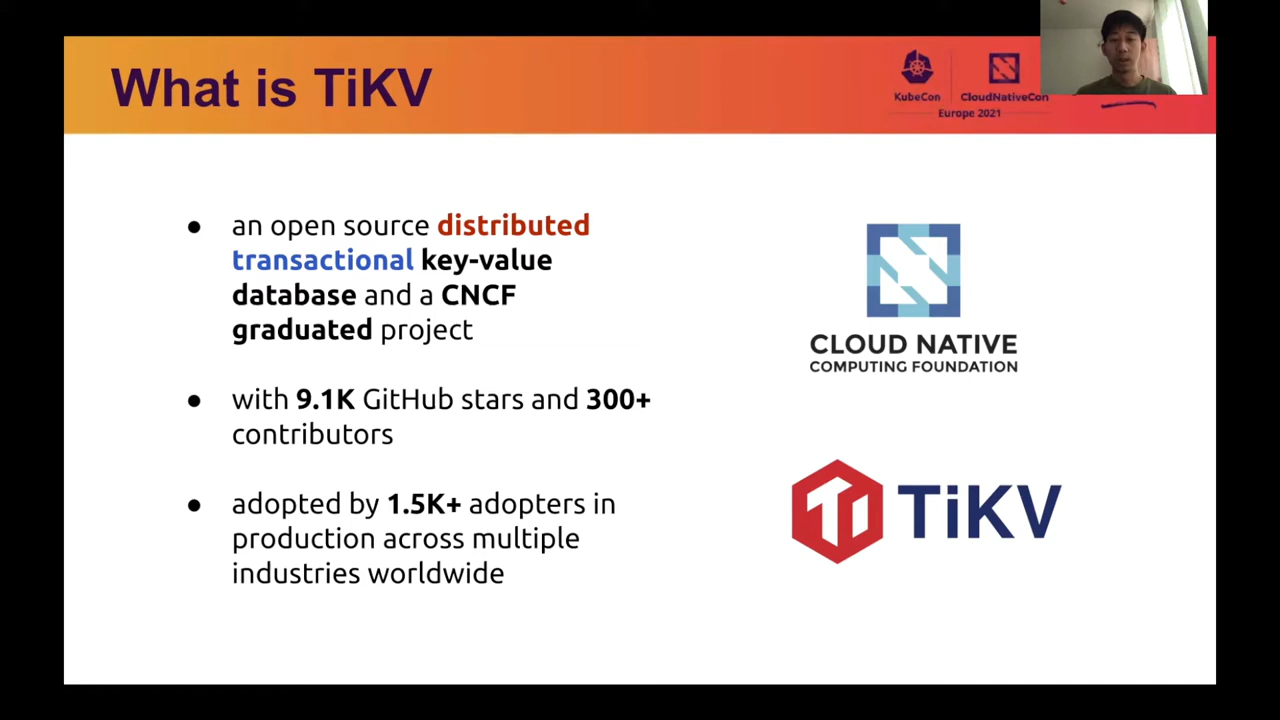 What is TiKV
KubeCon
CloudNativeCon
Europe 2021
● an open source distributed
transactional key-value
database and a CNCF
graduated project
● with 9.1K GitHub stars and 300+
contributors
● adopted by 1.5K+ adopters in
production across multiple
industries worldwide
CLOUD NATIVE
COMPUTING FOUNDATION
Ti TiKV